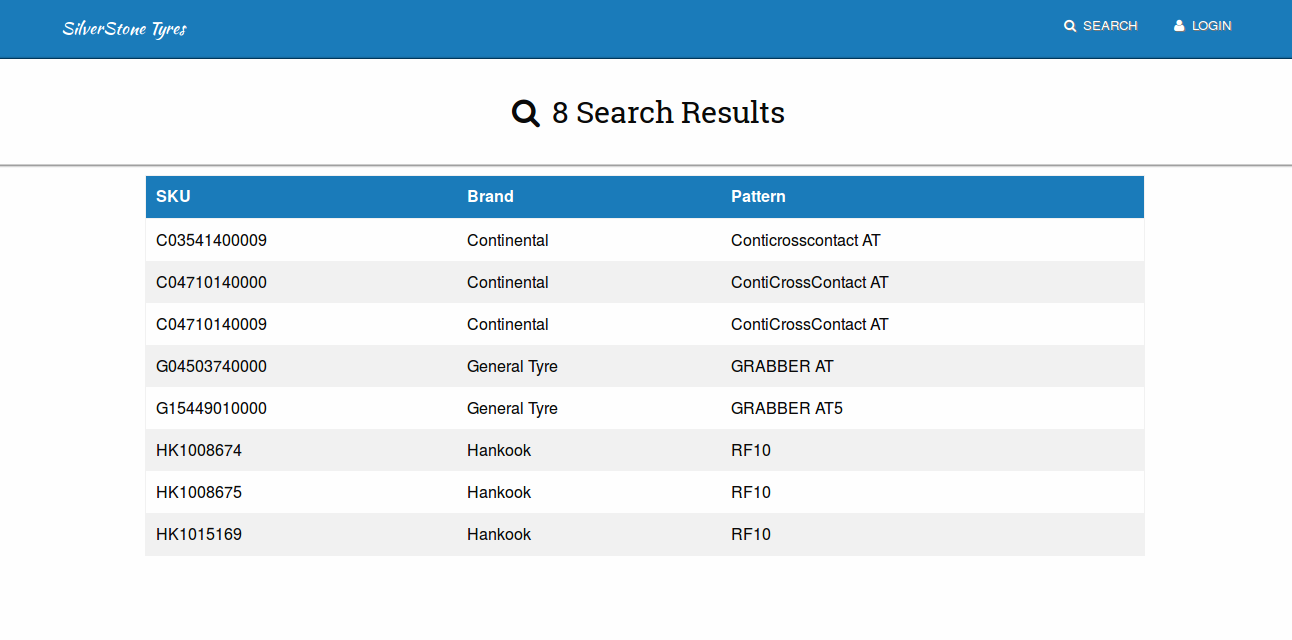 SilverStone Tyres SEARCH LOGIN
8 Search Results
SKU Brand Pattern
C03541400009 Continental Conticrosscontact AT
C04710140000 Continental ContiCrossContact AT
C04710140009 Continental ContiCrossContact AT
G04503740000 General Tyre GRABBER AT
G15449010000 General Tyre GRABBER AT5
HK1008674 Hankook RF10
HK1008675 Hankook RF10
HK1015169 Hankook RF10